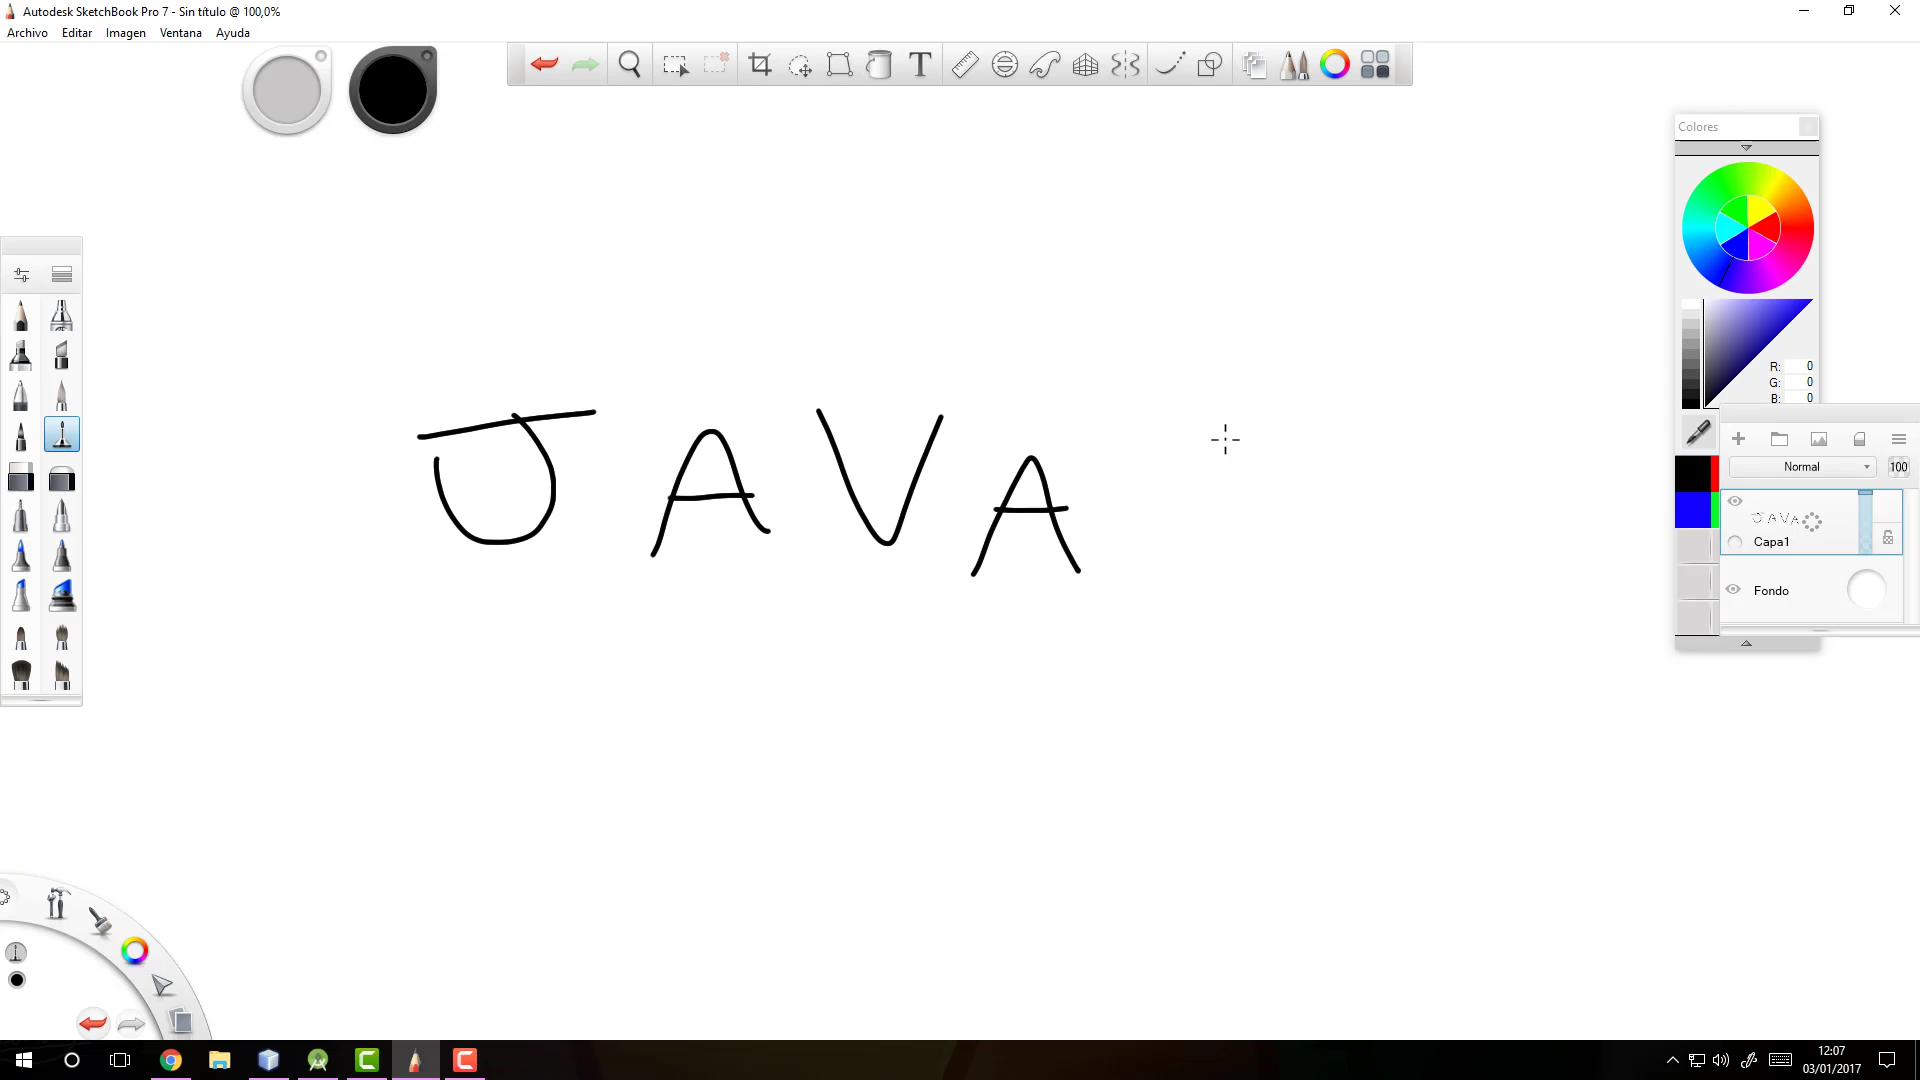 Autodesk SketchBook Pro 7 - Sin título @ 100,0%
Archivo Editar Imagen Ventana Ayuda
T
Colores
R: 0
G: 0
B: 0
Normal 100
JAVA
Capa1
Fondo
JAVA
12:07
03/01/2017